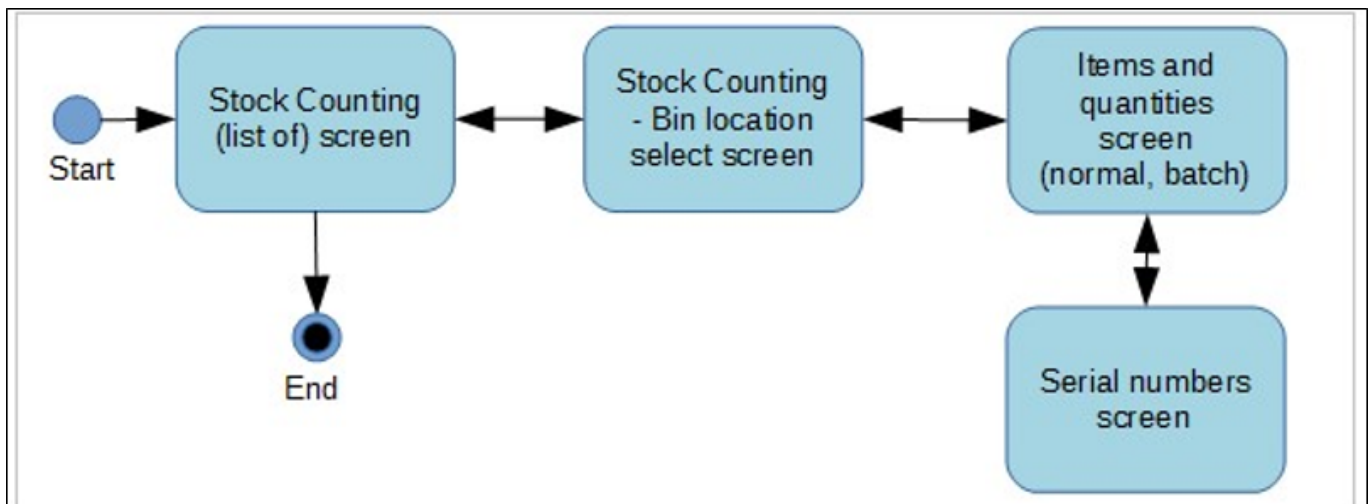 Start
Stock Counting
(list of) screen
End
Stock Counting
- Bin location
select screen
Items and
quantities
screen
(normal, batch)
Serial numbers
screen